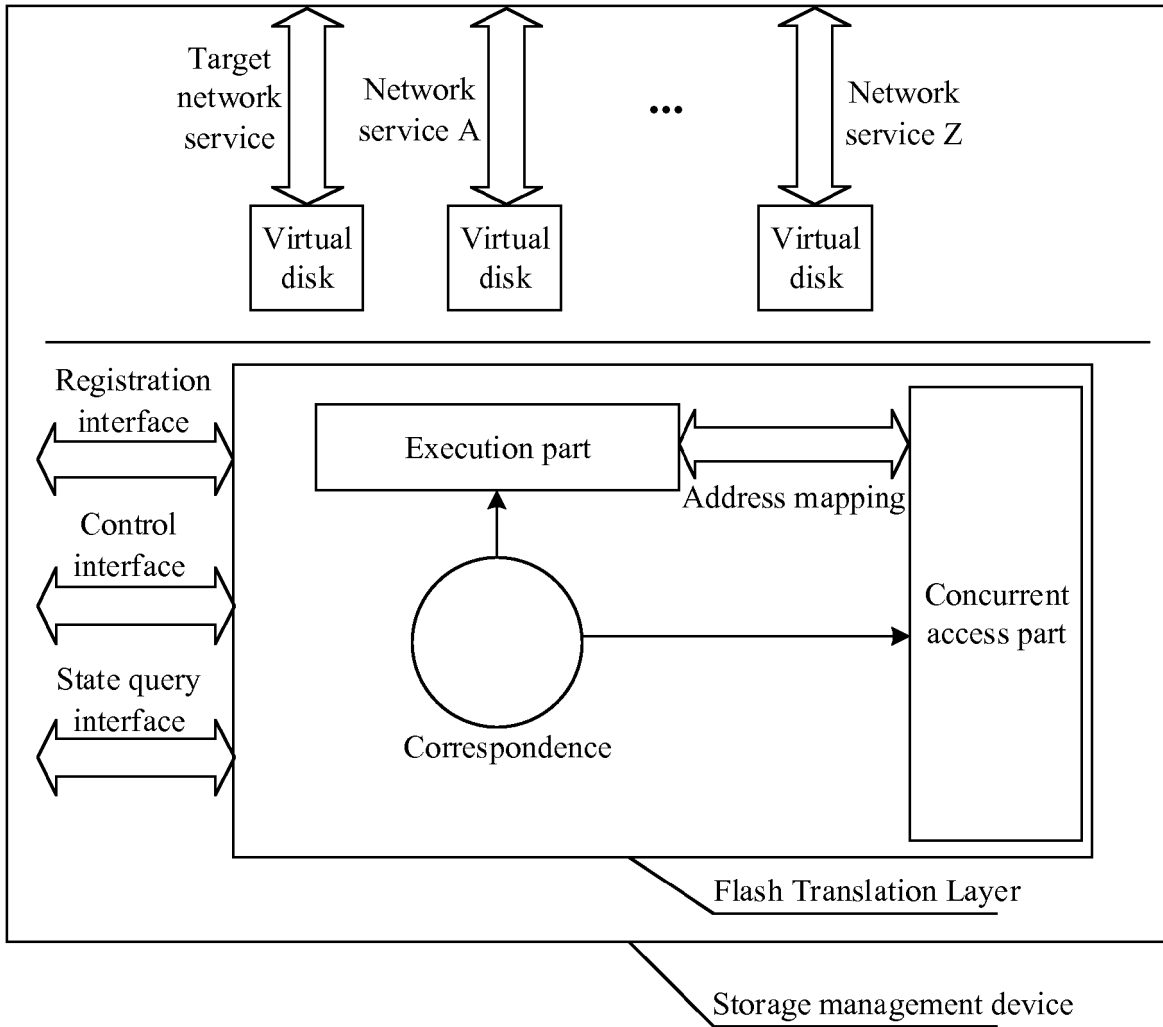 Target
network
service
Network
service A
...
Network
service Z
Virtual
disk
Virtual
disk
Virtual
disk
Registration
interface
Execution part
Address mapping
Control
interface
Concurrent
access part
State query
interface
Correspondence
Flash Translation Layer
Storage management device